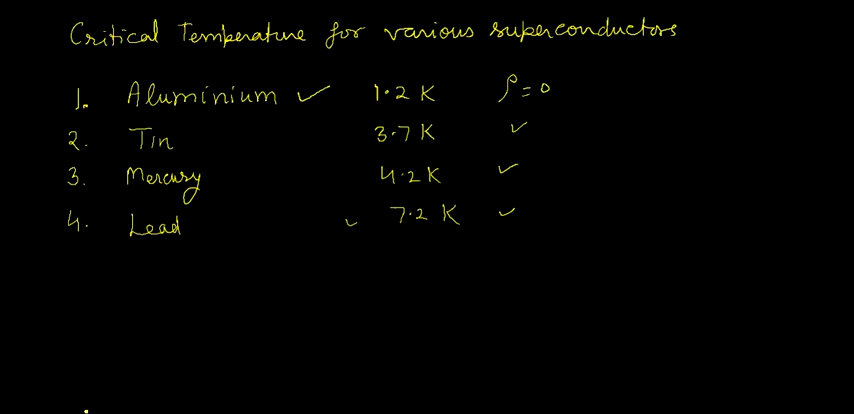 Critical Temperature for various superconductors
1. Aluminium ✓ 1.2 K ρ = 0
2. Tin 3.7 K ✓
3. Mercury 4.2 K ✓
4. Lead ✓ 7.2 K ✓